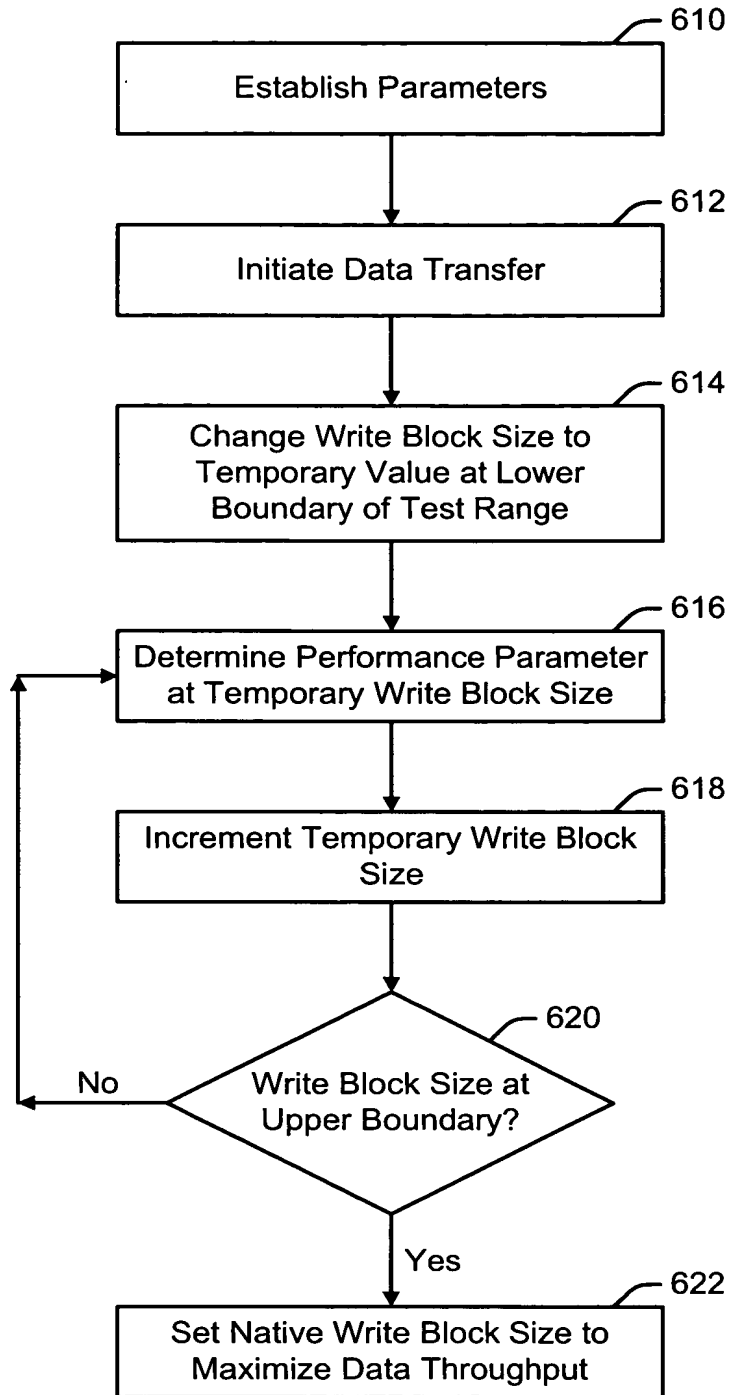 610
Establish Parameters
612
Initiate Data Transfer
614
Change Write Block Size to
Temporary Value at Lower
Boundary of Test Range
616
Determine Performance Parameter
at Temporary Write Block Size
618
Increment Temporary Write Block
Size
620
Write Block Size at
Upper Boundary?
No
Yes
622
Set Native Write Block Size to
Maximize Data Throughput